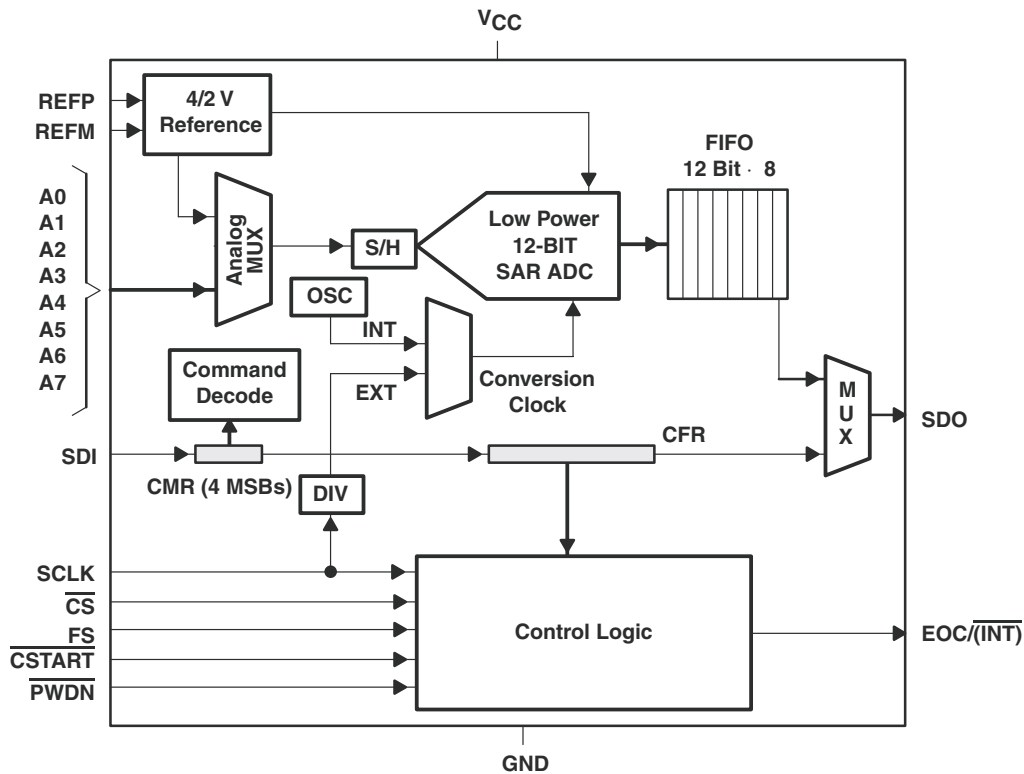 VCC
REFP
REFM
4/2 V
Reference
FIFO
12 Bit · 8
A0
A1
A2
A3
A4
A5
A6
A7
Analog
MUX
S/H
Low Power
12-BIT
SAR ADC
OSC
INT
EXT
Conversion
Clock
Command
Decode
MUX
SDO
SDI
CFR
CMR (4 MSBs)
DIV
SCLK
CS
FS
CSTART
PWDN
Control Logic
EOC/(INT)
GND